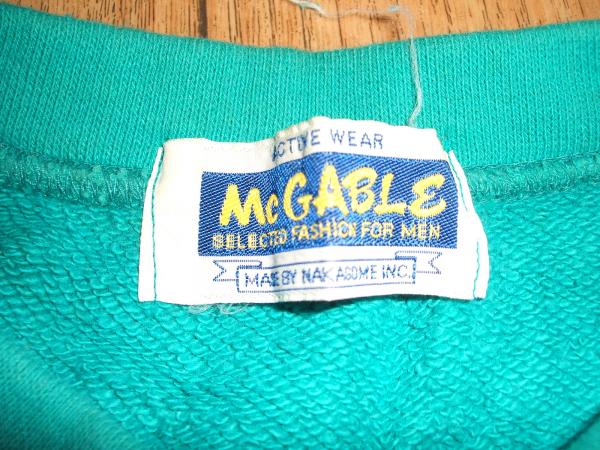 ACTIVE WEAR
McGABLE
SELECTED FASHION FOR MEN
MADE BY NAKAGOME INC.